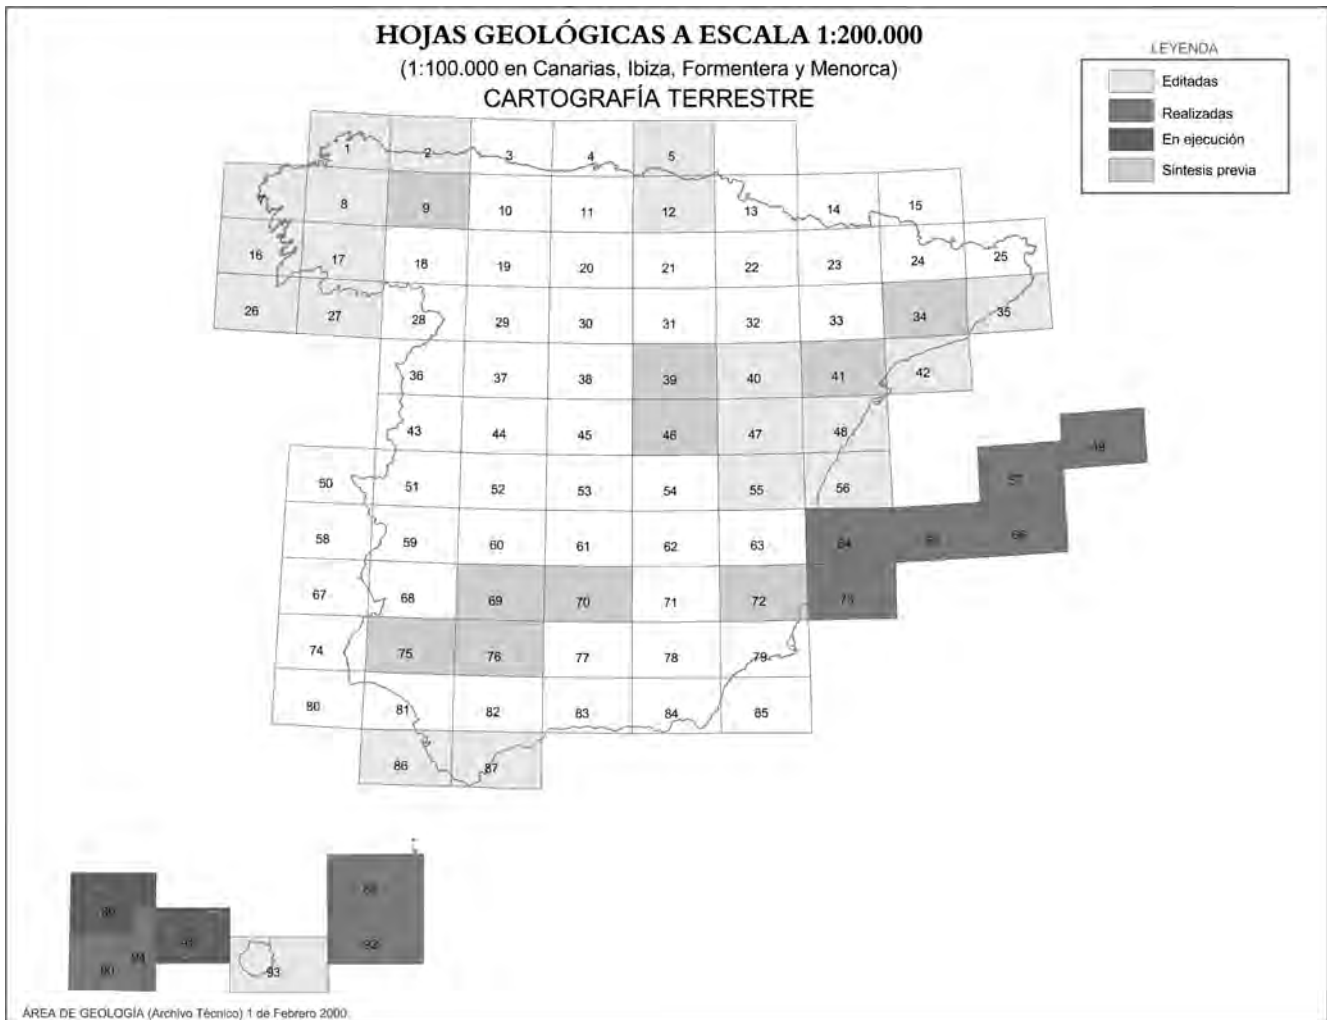 HOJAS GEOLÓGICAS A ESCALA 1:200.000
(1:100.000 en Canarias, Ibiza, Formentera y Menorca)
CARTOGRAFÍA TERRESTRE
LEYENDA
Editadas
Realizadas
En ejecución
Síntesis previa
1 2 3 4 5
8 9 10 11 12 13 14 15
16 17 18 19 20 21 22 23 24 25
26 27 28 29 30 31 32 33 34 35
36 37 38 39 40 41 42
43 44 45 46 47 48 49
50 51 52 53 54 55 56 57
58 59 60 61 62 63 64 65 66
67 68 69 70 71 72 73
74 75 76 77 78 79
80 81 82 83 84 85
86 87
93
92
90
ÁREA DE GEOLOGÍA (Archivo Técnico) 1 de Febrero 2000.